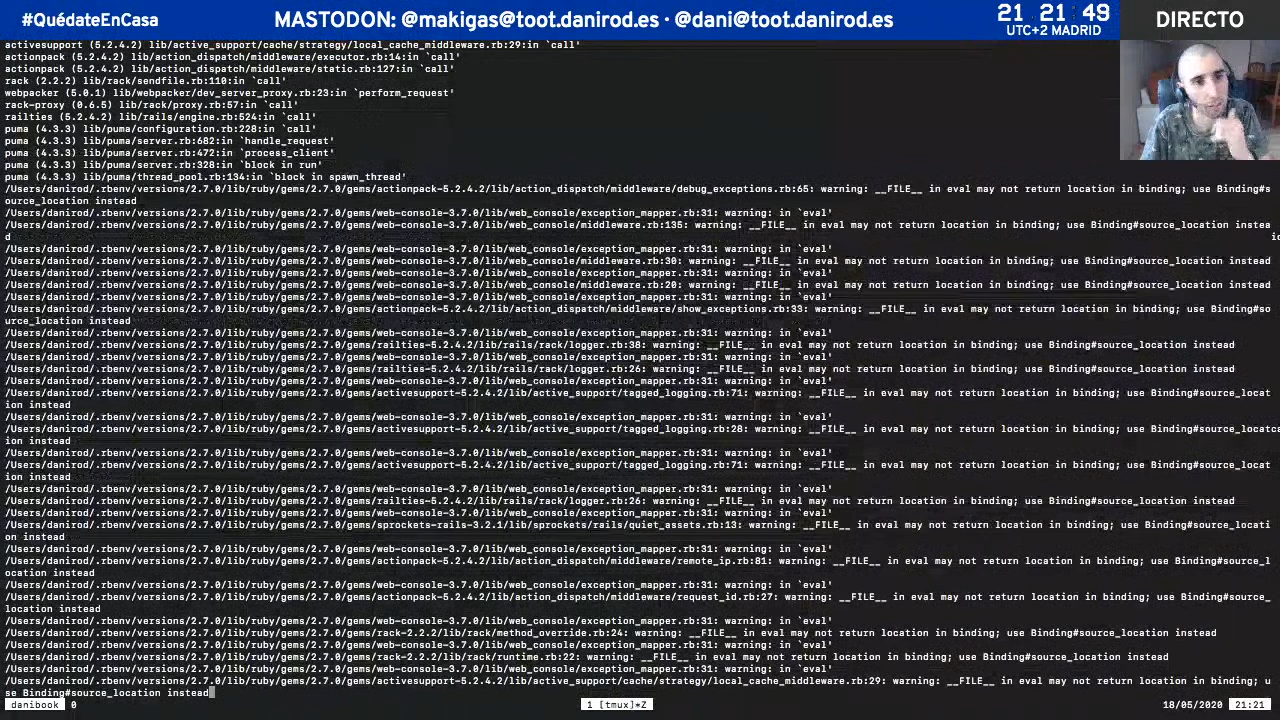 #QuédateEnCasa
MASTODON: @makigas@toot.danirod.es · @dani@toot.danirod.es
21 21 49
UTC+2 MADRID
DIRECTO
activesupport (5.2.4.2) lib/active_support/cache/strategy/local_cache_middleware.rb:29:in `call'
actionpack (5.2.4.2) lib/action_dispatch/middleware/executor.rb:14:in `call'
actionpack (5.2.4.2) lib/action_dispatch/middleware/static.rb:127:in `call'
rack (2.2.2) lib/rack/sendfile.rb:110:in `call'
webpacker (5.0.1) lib/webpacker/dev_server_proxy.rb:23:in `perform_request'
rack-proxy (0.6.5) lib/rack/proxy.rb:57:in `call'
railties (5.2.4.2) lib/rails/engine.rb:524:in `call'
puma (4.3.3) lib/puma/configuration.rb:228:in `call'
puma (4.3.3) lib/puma/server.rb:682:in `handle_request'
puma (4.3.3) lib/puma/server.rb:472:in `process_client'
puma (4.3.3) lib/puma/server.rb:328:in `block in run'
puma (4.3.3) lib/puma/thread_pool.rb:134:in `block in spawn_thread'
/Users/danirod/.rbenv/versions/2.7.0/lib/ruby/gems/2.7.0/gems/actionpack-5.2.4.2/lib/action_dispatch/middleware/debug_exceptions.rb:65: warning: __FILE__ in eval may not return location in binding; use Binding#s
ource_location instead
/Users/danirod/.rbenv/versions/2.7.0/lib/ruby/gems/2.7.0/gems/web-console-3.7.0/lib/web_console/exception_mapper.rb:31: warning: in `eval'
/Users/danirod/.rbenv/versions/2.7.0/lib/ruby/gems/2.7.0/gems/web-console-3.7.0/lib/web_console/middleware.rb:135: warning: __FILE__ in eval may not return location in binding; use Binding#source_location instea
d
/Users/danirod/.rbenv/versions/2.7.0/lib/ruby/gems/2.7.0/gems/web-console-3.7.0/lib/web_console/exception_mapper.rb:31: warning: in `eval'
/Users/danirod/.rbenv/versions/2.7.0/lib/ruby/gems/2.7.0/gems/web-console-3.7.0/lib/web_console/middleware.rb:30: warning: __FILE__ in eval may not return location in binding; use Binding#source_location instead
/Users/danirod/.rbenv/versions/2.7.0/lib/ruby/gems/2.7.0/gems/web-console-3.7.0/lib/web_console/exception_mapper.rb:31: warning: in `eval'
/Users/danirod/.rbenv/versions/2.7.0/lib/ruby/gems/2.7.0/gems/web-console-3.7.0/lib/web_console/middleware.rb:20: warning: __FILE__ in eval may not return location in binding; use Binding#source_location instead
/Users/danirod/.rbenv/versions/2.7.0/lib/ruby/gems/2.7.0/gems/web-console-3.7.0/lib/web_console/exception_mapper.rb:31: warning: in `eval'
/Users/danirod/.rbenv/versions/2.7.0/lib/ruby/gems/2.7.0/gems/actionpack-5.2.4.2/lib/action_dispatch/middleware/show_exceptions.rb:33: warning: __FILE__ in eval may not return location in binding; use Binding#so
urce_location instead
/Users/danirod/.rbenv/versions/2.7.0/lib/ruby/gems/2.7.0/gems/web-console-3.7.0/lib/web_console/exception_mapper.rb:31: warning: in `eval'
/Users/danirod/.rbenv/versions/2.7.0/lib/ruby/gems/2.7.0/gems/railties-5.2.4.2/lib/rails/rack/logger.rb:38: warning: __FILE__ in eval may not return location in binding; use Binding#source_location instead
/Users/danirod/.rbenv/versions/2.7.0/lib/ruby/gems/2.7.0/gems/web-console-3.7.0/lib/web_console/exception_mapper.rb:31: warning: in `eval'
/Users/danirod/.rbenv/versions/2.7.0/lib/ruby/gems/2.7.0/gems/railties-5.2.4.2/lib/rails/rack/logger.rb:26: warning: __FILE__ in eval may not return location in binding; use Binding#source_location instead
/Users/danirod/.rbenv/versions/2.7.0/lib/ruby/gems/2.7.0/gems/web-console-3.7.0/lib/web_console/exception_mapper.rb:31: warning: in `eval'
/Users/danirod/.rbenv/versions/2.7.0/lib/ruby/gems/2.7.0/gems/activesupport-5.2.4.2/lib/active_support/tagged_logging.rb:71: warning: __FILE__ in eval may not return location in binding; use Binding#source_locat
ion instead
/Users/danirod/.rbenv/versions/2.7.0/lib/ruby/gems/2.7.0/gems/web-console-3.7.0/lib/web_console/exception_mapper.rb:31: warning: in `eval'
/Users/danirod/.rbenv/versions/2.7.0/lib/ruby/gems/2.7.0/gems/activesupport-5.2.4.2/lib/active_support/tagged_logging.rb:28: warning: __FILE__ in eval may not return location in binding; use Binding#source_locat
ion instead
/Users/danirod/.rbenv/versions/2.7.0/lib/ruby/gems/2.7.0/gems/web-console-3.7.0/lib/web_console/exception_mapper.rb:31: warning: in `eval'
/Users/danirod/.rbenv/versions/2.7.0/lib/ruby/gems/2.7.0/gems/activesupport-5.2.4.2/lib/active_support/tagged_logging.rb:71: warning: __FILE__ in eval may not return location in binding; use Binding#source_locat
ion instead
/Users/danirod/.rbenv/versions/2.7.0/lib/ruby/gems/2.7.0/gems/web-console-3.7.0/lib/web_console/exception_mapper.rb:31: warning: in `eval'
/Users/danirod/.rbenv/versions/2.7.0/lib/ruby/gems/2.7.0/gems/railties-5.2.4.2/lib/rails/rack/logger.rb:26: warning: __FILE__ in eval may not return location in binding; use Binding#source_location instead
/Users/danirod/.rbenv/versions/2.7.0/lib/ruby/gems/2.7.0/gems/web-console-3.7.0/lib/web_console/exception_mapper.rb:31: warning: in `eval'
/Users/danirod/.rbenv/versions/2.7.0/lib/ruby/gems/2.7.0/gems/sprockets-rails-3.2.1/lib/sprockets/rails/quiet_assets.rb:13: warning: __FILE__ in eval may not return location in binding; use Binding#source_locati
on instead
/Users/danirod/.rbenv/versions/2.7.0/lib/ruby/gems/2.7.0/gems/web-console-3.7.0/lib/web_console/exception_mapper.rb:31: warning: in `eval'
/Users/danirod/.rbenv/versions/2.7.0/lib/ruby/gems/2.7.0/gems/actionpack-5.2.4.2/lib/action_dispatch/middleware/remote_ip.rb:81: warning: __FILE__ in eval may not return location in binding; use Binding#source_l
ocation instead
/Users/danirod/.rbenv/versions/2.7.0/lib/ruby/gems/2.7.0/gems/web-console-3.7.0/lib/web_console/exception_mapper.rb:31: warning: in `eval'
/Users/danirod/.rbenv/versions/2.7.0/lib/ruby/gems/2.7.0/gems/actionpack-5.2.4.2/lib/action_dispatch/middleware/request_id.rb:27: warning: __FILE__ in eval may not return location in binding; use Binding#source_
location instead
/Users/danirod/.rbenv/versions/2.7.0/lib/ruby/gems/2.7.0/gems/web-console-3.7.0/lib/web_console/exception_mapper.rb:31: warning: in `eval'
/Users/danirod/.rbenv/versions/2.7.0/lib/ruby/gems/2.7.0/gems/rack-2.2.2/lib/rack/method_override.rb:24: warning: __FILE__ in eval may not return location in binding; use Binding#source_location instead
/Users/danirod/.rbenv/versions/2.7.0/lib/ruby/gems/2.7.0/gems/web-console-3.7.0/lib/web_console/exception_mapper.rb:31: warning: in `eval'
/Users/danirod/.rbenv/versions/2.7.0/lib/ruby/gems/2.7.0/gems/rack-2.2.2/lib/rack/runtime.rb:22: warning: __FILE__ in eval may not return location in binding; use Binding#source_location instead
/Users/danirod/.rbenv/versions/2.7.0/lib/ruby/gems/2.7.0/gems/web-console-3.7.0/lib/web_console/exception_mapper.rb:31: warning: in `eval'
/Users/danirod/.rbenv/versions/2.7.0/lib/ruby/gems/2.7.0/gems/activesupport-5.2.4.2/lib/active_support/cache/strategy/local_cache_middleware.rb:29: warning: __FILE__ in eval may not return location in binding; u
se Binding#source_location instead
danibook 0
1 [tmux]*Z
18/05/2020 21:21